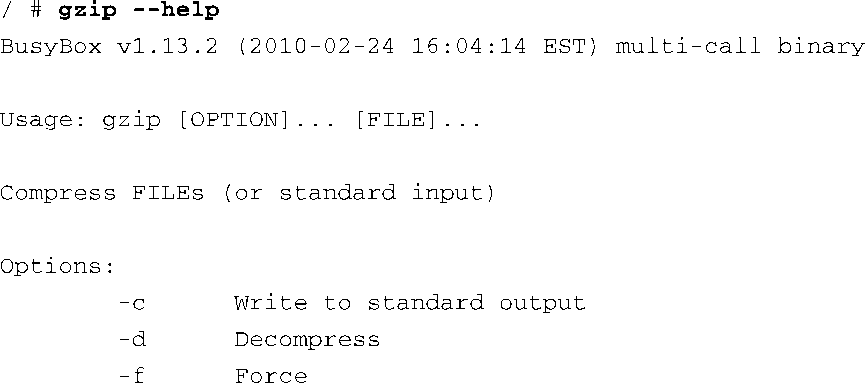 / # gzip --help
BusyBox v1.13.2 (2010-02-24 16:04:14 EST) multi-call binary
Usage: gzip [OPTION]... [FILE]...
Compress FILEs (or standard input)
Options:
-c Write to standard output
-d Decompress
-f Force